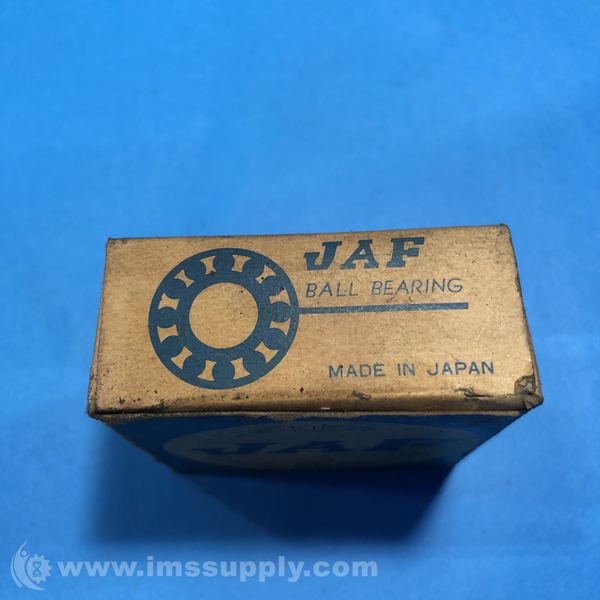 JAF
BALL BEARING
MADE IN JAPAN
JAF
www.imssupply.com